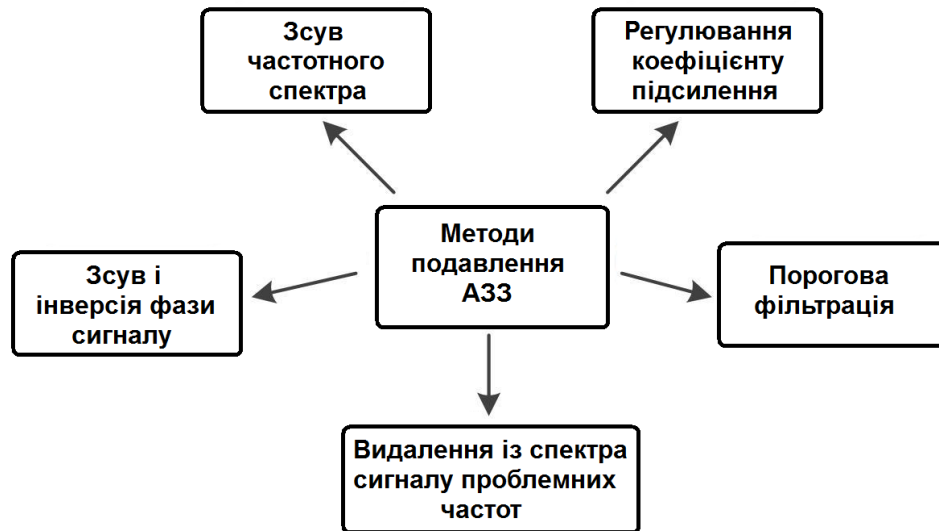 Зсув
частотного
спектра
Регулювання
коефіцієнту
підсилення
Методи
подавлення
АЗЗ
Зсув і
інверсія фази
сигналу
Порогова
фільтрація
Видалення із спектра
сигналу проблемних
частот